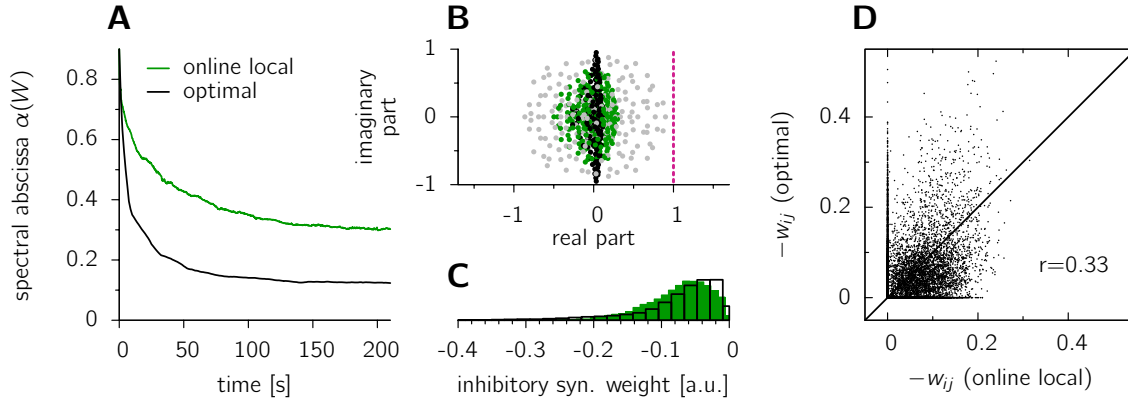 A
spectral abscissa α(W)
0.8
0.6
0.4
0.2
0
online local
optimal
0
50
100
150
200
time [s]
B
imaginary
part
1
0
-1
-1
0
1
real part
C
-0.4
-0.3
-0.2
-0.1
0
inhibitory syn. weight [a.u.]
D
−wij (optimal)
0.4
0.2
0
r=0.33
0
0.2
0.4
−wij (online local)